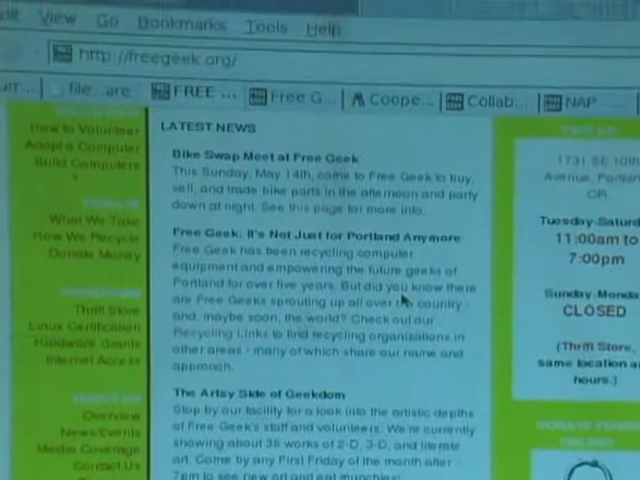 View Go Bookmarks Tools Help
http://freegeek.org/
file...are FREE ... Free G... Coope... Collab... NAP
How to Volunteer
Adopt a Computer
Build Computers
What We Take
How We Recycle
Donate Money
Thrift Store
Linux Certification
Hardware Grants
Internet Access
ABOUT US
Overview
News/Events
Media Coverage
Contact Us
LATEST NEWS
Bike Swap Meet at Free Geek
This Sunday, May 14th, come to Free Geek to buy,
sell, and trade bike parts in the afternoon and party
down at night. See this page for more info.
Free Geek: It's Not Just for Portland Anymore
Free Geek has been recycling computer
equipment and empowering the future geeks of
Portland for over five years. But did you know there
are Free Geeks sprouting up all over the country -
and, maybe soon, the world? Check out our
Recycling Links to find recycling organizations in
other areas - many of which share our name and
approach.
The Artsy Side of Geekdom
Stop by our facility for a look into the artistic depths
of Free Geek's staff and volunteers. We're currently
showing about 35 works of 2-D, 3-D, and literate
art. Come by any First Friday of the month after
7pm to see new art and eat munchies!
1731 SE 10th
Avenue, Portlan
OR
Tuesday-Saturd
11:00am to
7:00pm
Sunday-Monda
CLOSED
(Thrift Store,
same location a
hours.)